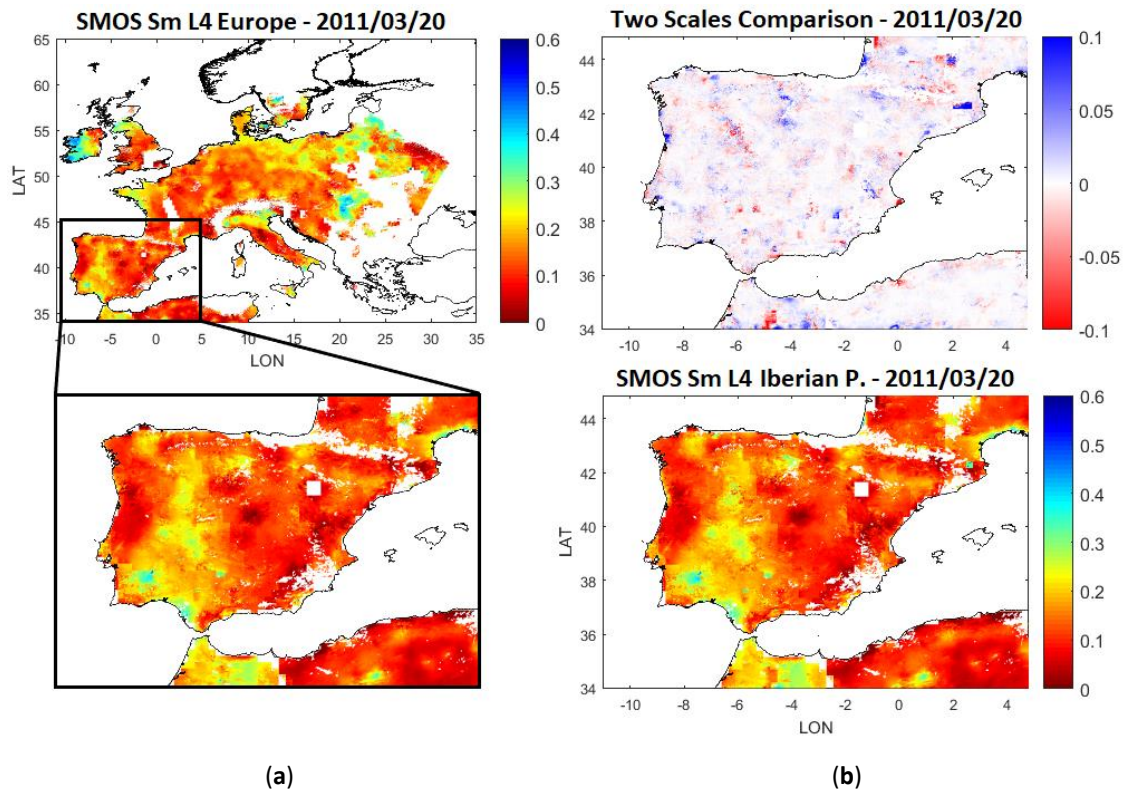 SMOS Sm L4 Europe - 2011/03/20
65
60
55
50
45
40
35
LAT
-10 -5 0 5 10 15 20 25 30 35
LON
0.6
0.5
0.4
0.3
0.2
0.1
0
Two Scales Comparison - 2011/03/20
44
42
40
38
36
34
LAT
-10 -8 -6 -4 -2 0 2 4
0.1
0.05
0
-0.05
-0.1
SMOS Sm L4 Iberian P. - 2011/03/20
44
42
40
38
36
34
LAT
-10 -8 -6 -4 -2 0 2 4
LON
0.6
0.5
0.4
0.3
0.2
0.1
0
(a)
(b)